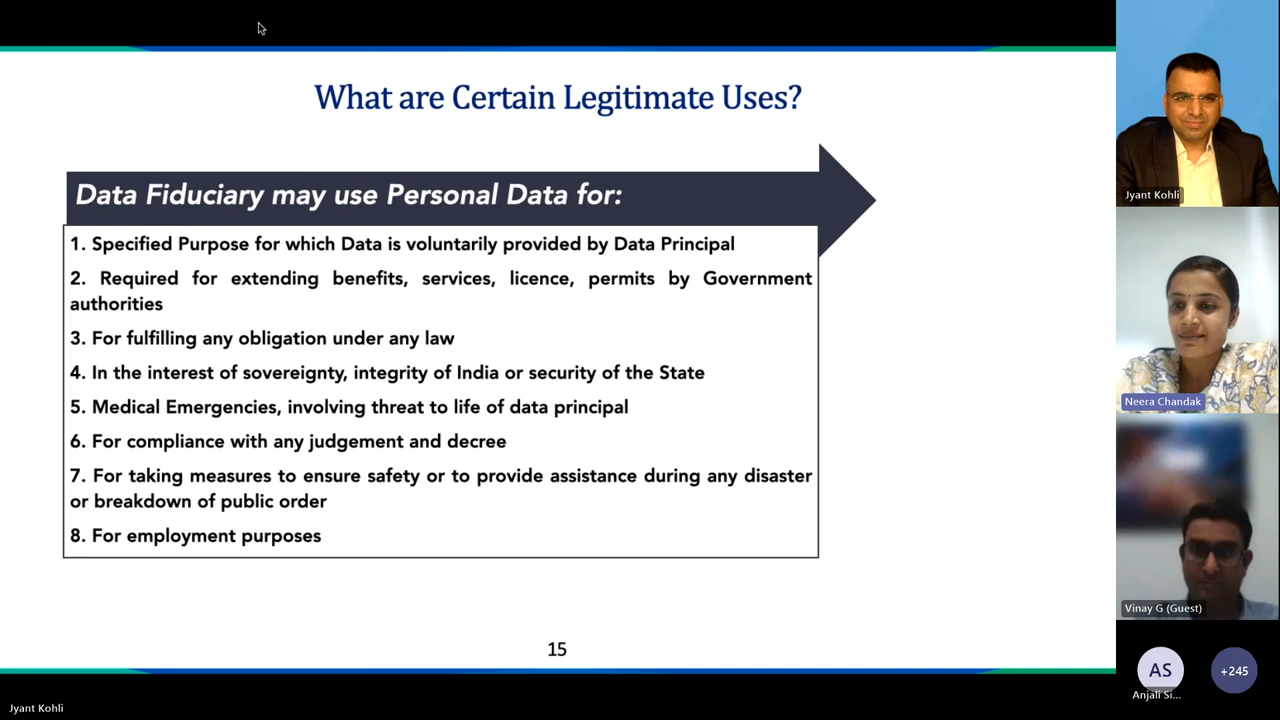 What are Certain Legitimate Uses?
Data Fiduciary may use Personal Data for:
1. Specified Purpose for which Data is voluntarily provided by Data Principal
2. Required for extending benefits, services, licence, permits by Government
authorities
3. For fulfilling any obligation under any law
4. In the interest of sovereignty, integrity of India or security of the State
5. Medical Emergencies, involving threat to life of data principal
6. For compliance with any judgement and decree
7. For taking measures to ensure safety or to provide assistance during any disaster
or breakdown of public order
8. For employment purposes
15
Jyant Kohli
Jyant Kohli
Neera Chandak
Vinay G (Guest)
AS
Anjali Si...
+245